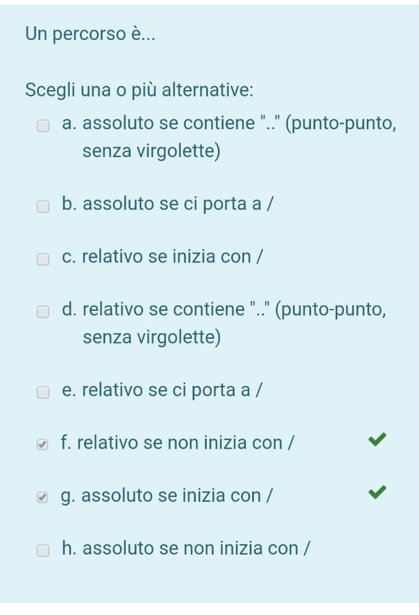 Un percorso è...
Scegli una o più alternative:
a. assoluto se contiene ".." (punto-punto,
senza virgolette)
b. assoluto se ci porta a /
c. relativo se inizia con /
d. relativo se contiene ".." (punto-punto,
senza virgolette)
e. relativo se ci porta a /
f. relativo se non inizia con /
g. assoluto se inizia con /
h. assoluto se non inizia con /